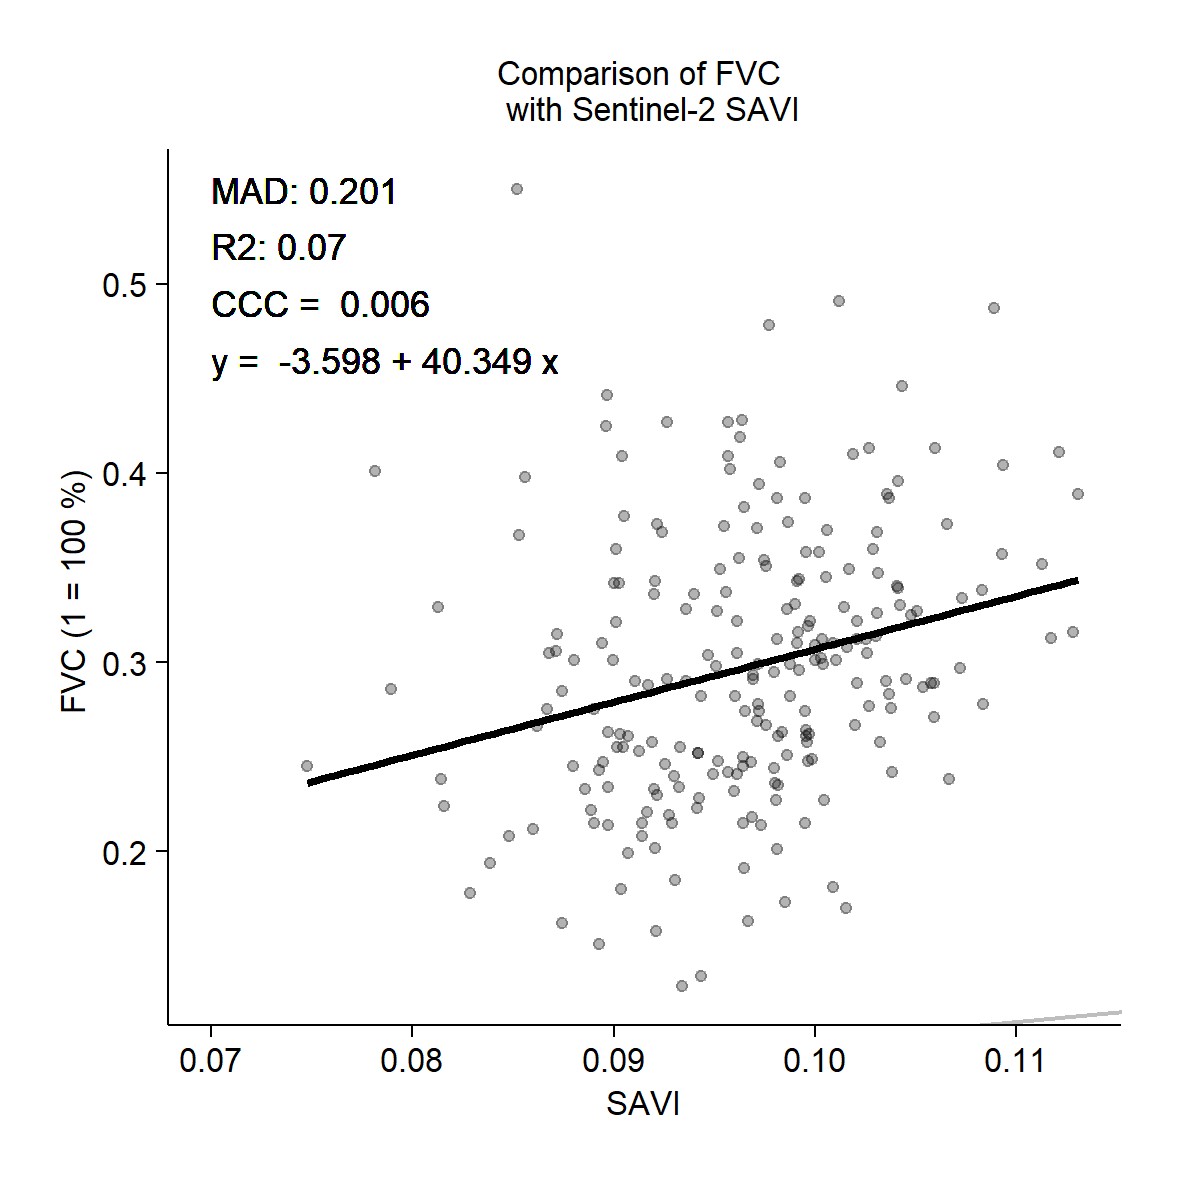 Comparison of FVC
with Sentinel-2 SAVI
MAD: 0.201
R2: 0.07
CCC =  0.006
y =  -3.598 + 40.349 x
FVC (1 = 100 %)
0.5
0.4
0.3
0.2
0.07
0.08
0.09
0.10
0.11
SAVI